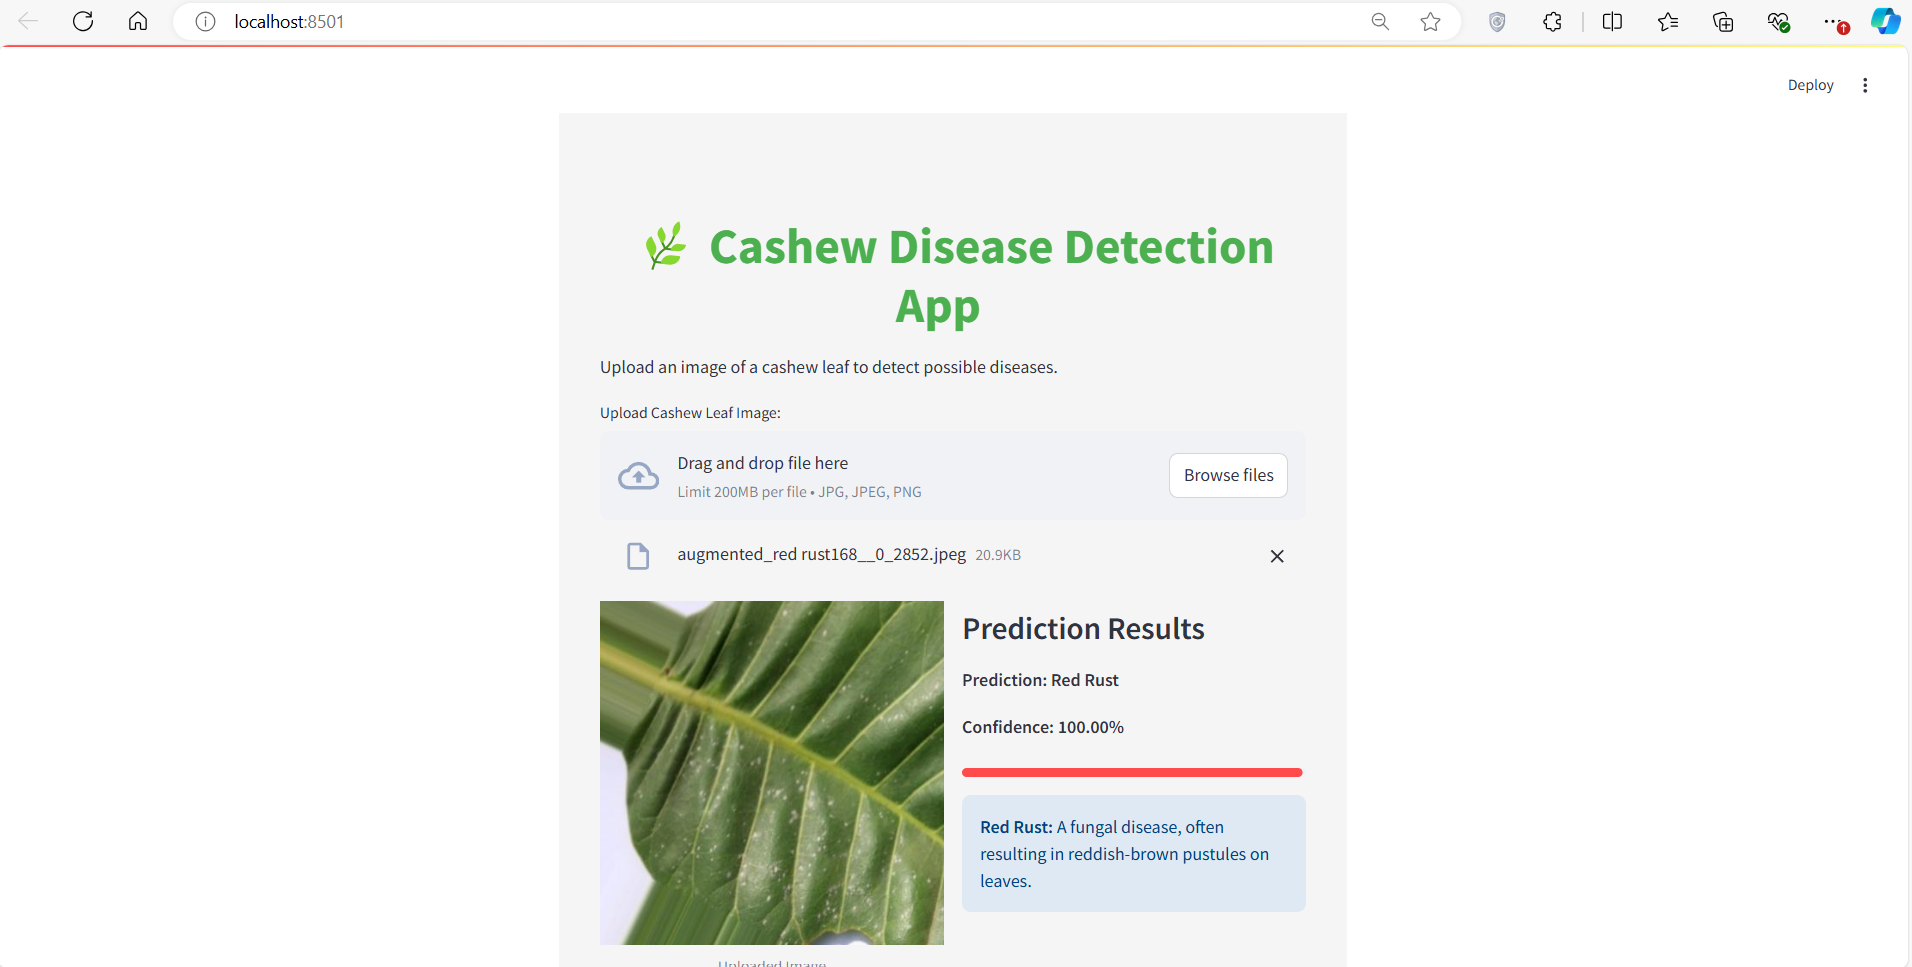 localhost:8501
Deploy
Cashew Disease Detection
App
Upload an image of a cashew leaf to detect possible diseases.
Upload Cashew Leaf Image:
Drag and drop file here
Limit 200MB per file • JPG, JPEG, PNG
Browse files
augmented_red rust168__0_2852.jpeg 20.9KB
Prediction Results
Prediction: Red Rust
Confidence: 100.00%
Red Rust: A fungal disease, often
resulting in reddish-brown pustules on
leaves.
Uploaded Image